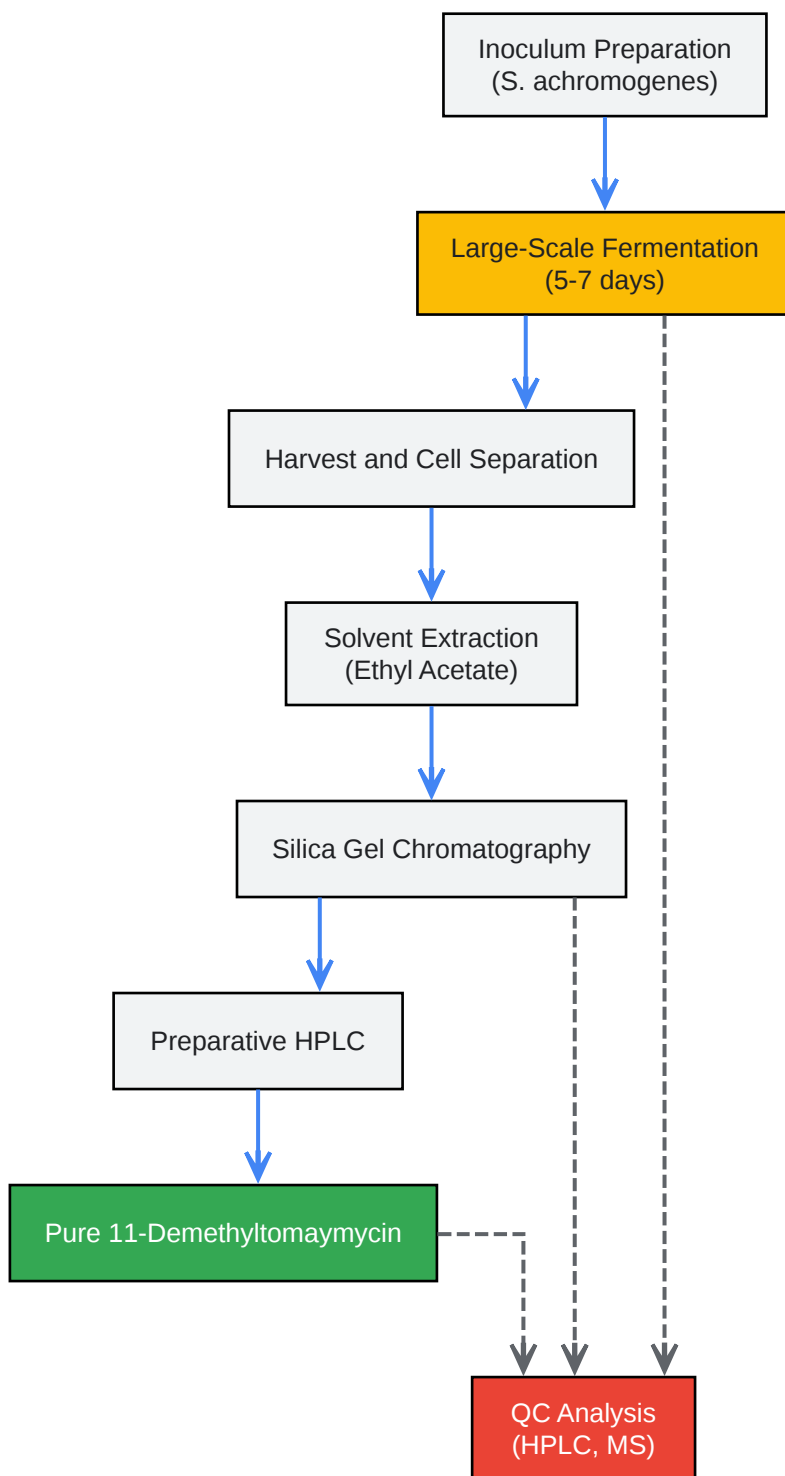 Inoculum Preparation
(S. achromogenes)
Large-Scale Fermentation
(5-7 days)
Harvest and Cell Separation
Solvent Extraction
(Ethyl Acetate)
Silica Gel Chromatography
Preparative HPLC
Pure 11-Demethyltomaymycin
QC Analysis
(HPLC, MS)